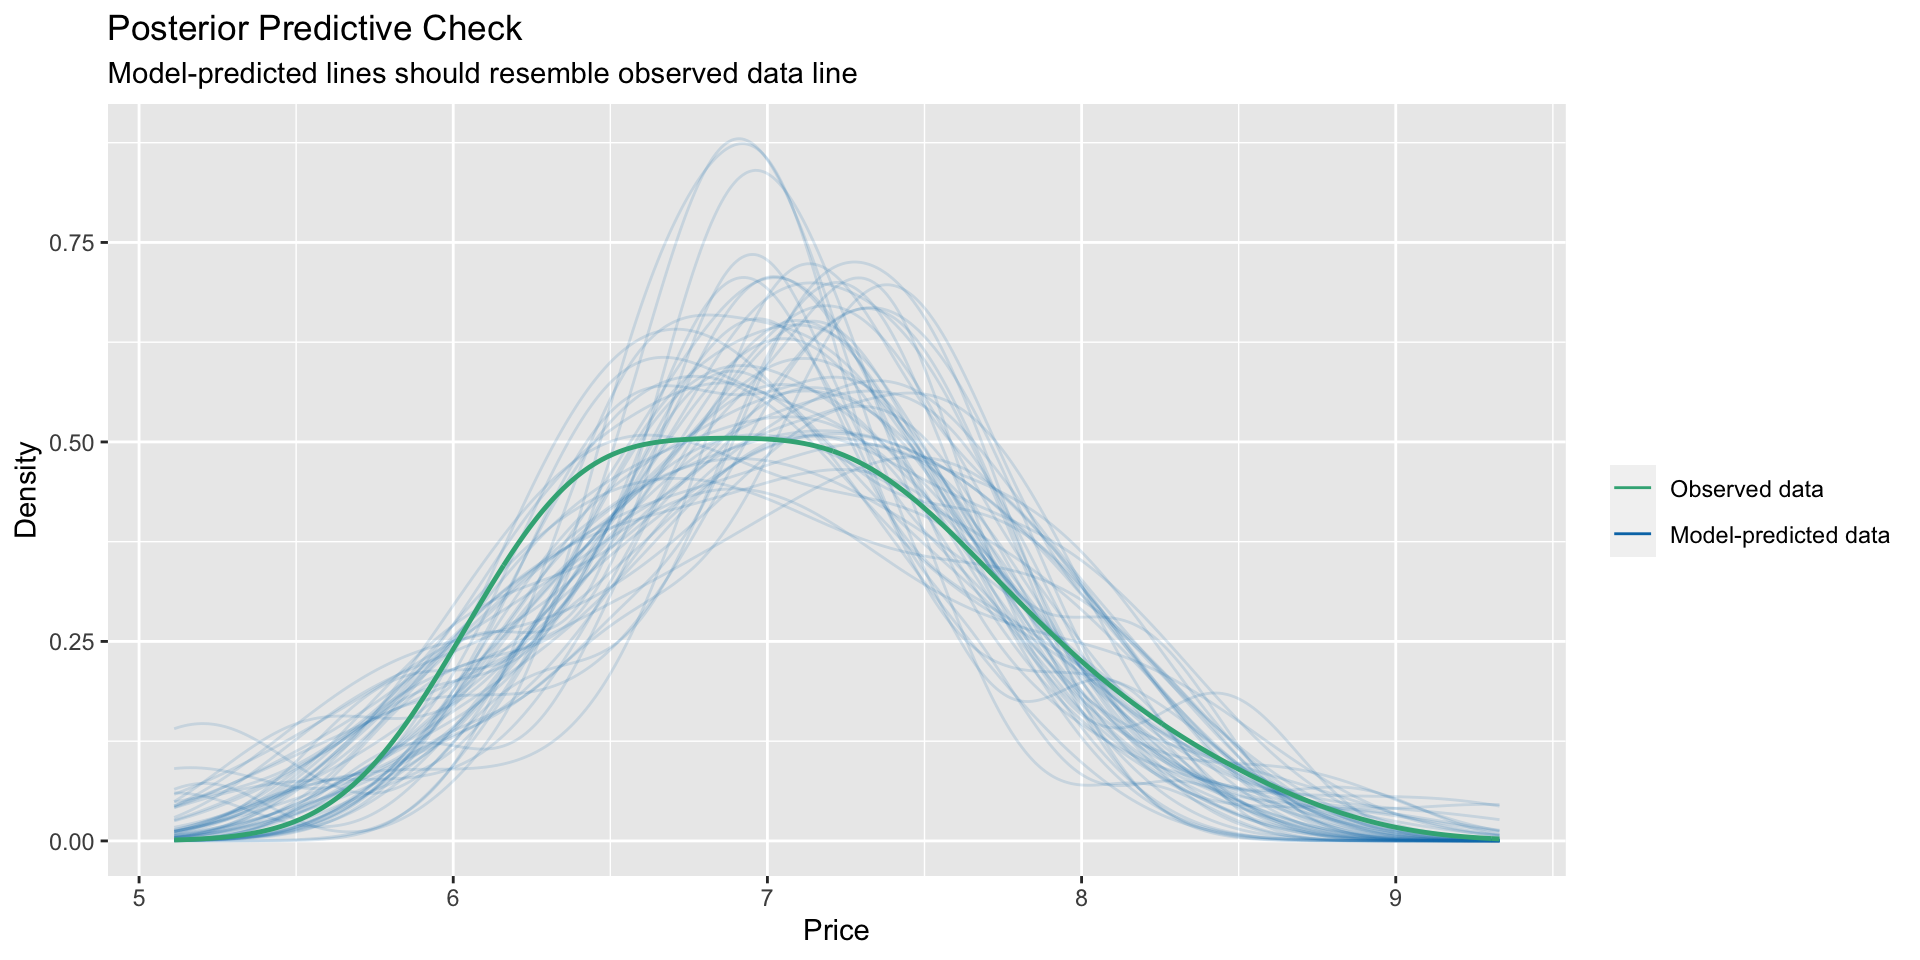 Posterior Predictive Check
Model-predicted lines should resemble observed data line
0.75
0.50
0.25
0.00
Density
5 6 7 8 9
Price
Observed data
Model-predicted data